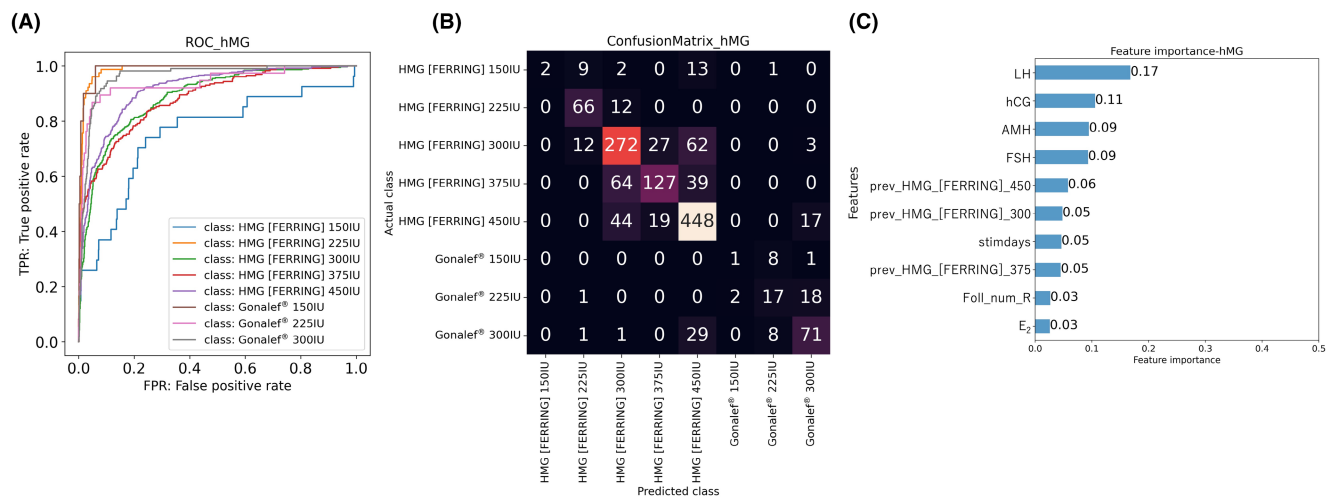 (A)
ROC_hMG
1.0
0.8
0.6
0.4
0.2
0.0
TPR: True positive rate
class: HMG [FERRING] 150IU
class: HMG [FERRING] 225IU
class: HMG [FERRING] 300IU
class: HMG [FERRING] 375IU
class: HMG [FERRING] 450IU
class: Gonalef® 150IU
class: Gonalef® 225IU
class: Gonalef® 300IU
0.0 0.2 0.4 0.6 0.8 1.0
FPR: False positive rate
(B)
ConfusionMatrix_hMG
Actual class
HMG [FERRING] 150IU 2 9 2 0 13 0 1 0
HMG [FERRING] 225IU 0 66 12 0 0 0 0 0
HMG [FERRING] 300IU 0 12 272 27 62 0 0 3
HMG [FERRING] 375IU 0 0 64 127 39 0 0 0
HMG [FERRING] 450IU 0 0 44 19 448 0 0 17
Gonalef® 150IU 0 0 0 0 0 1 8 1
Gonalef® 225IU 0 1 0 0 0 2 17 18
Gonalef® 300IU 0 1 1 0 29 0 8 71
HMG [FERRING] 150IU
HMG [FERRING] 225IU
HMG [FERRING] 300IU
HMG [FERRING] 375IU
HMG [FERRING] 450IU
Gonalef® 150IU
Gonalef® 225IU
Gonalef® 300IU
Predicted class
(C)
Feature importance-hMG
Features
LH 0.17
hCG 0.11
AMH 0.09
FSH 0.09
prev_HMG_[FERRING]_450 0.06
prev_HMG_[FERRING]_300 0.05
stimdays 0.05
prev_HMG_[FERRING]_375 0.05
Foll_num_R 0.03
E₂ 0.03
0.0 0.1 0.2 0.3 0.4 0.5
Feature importance